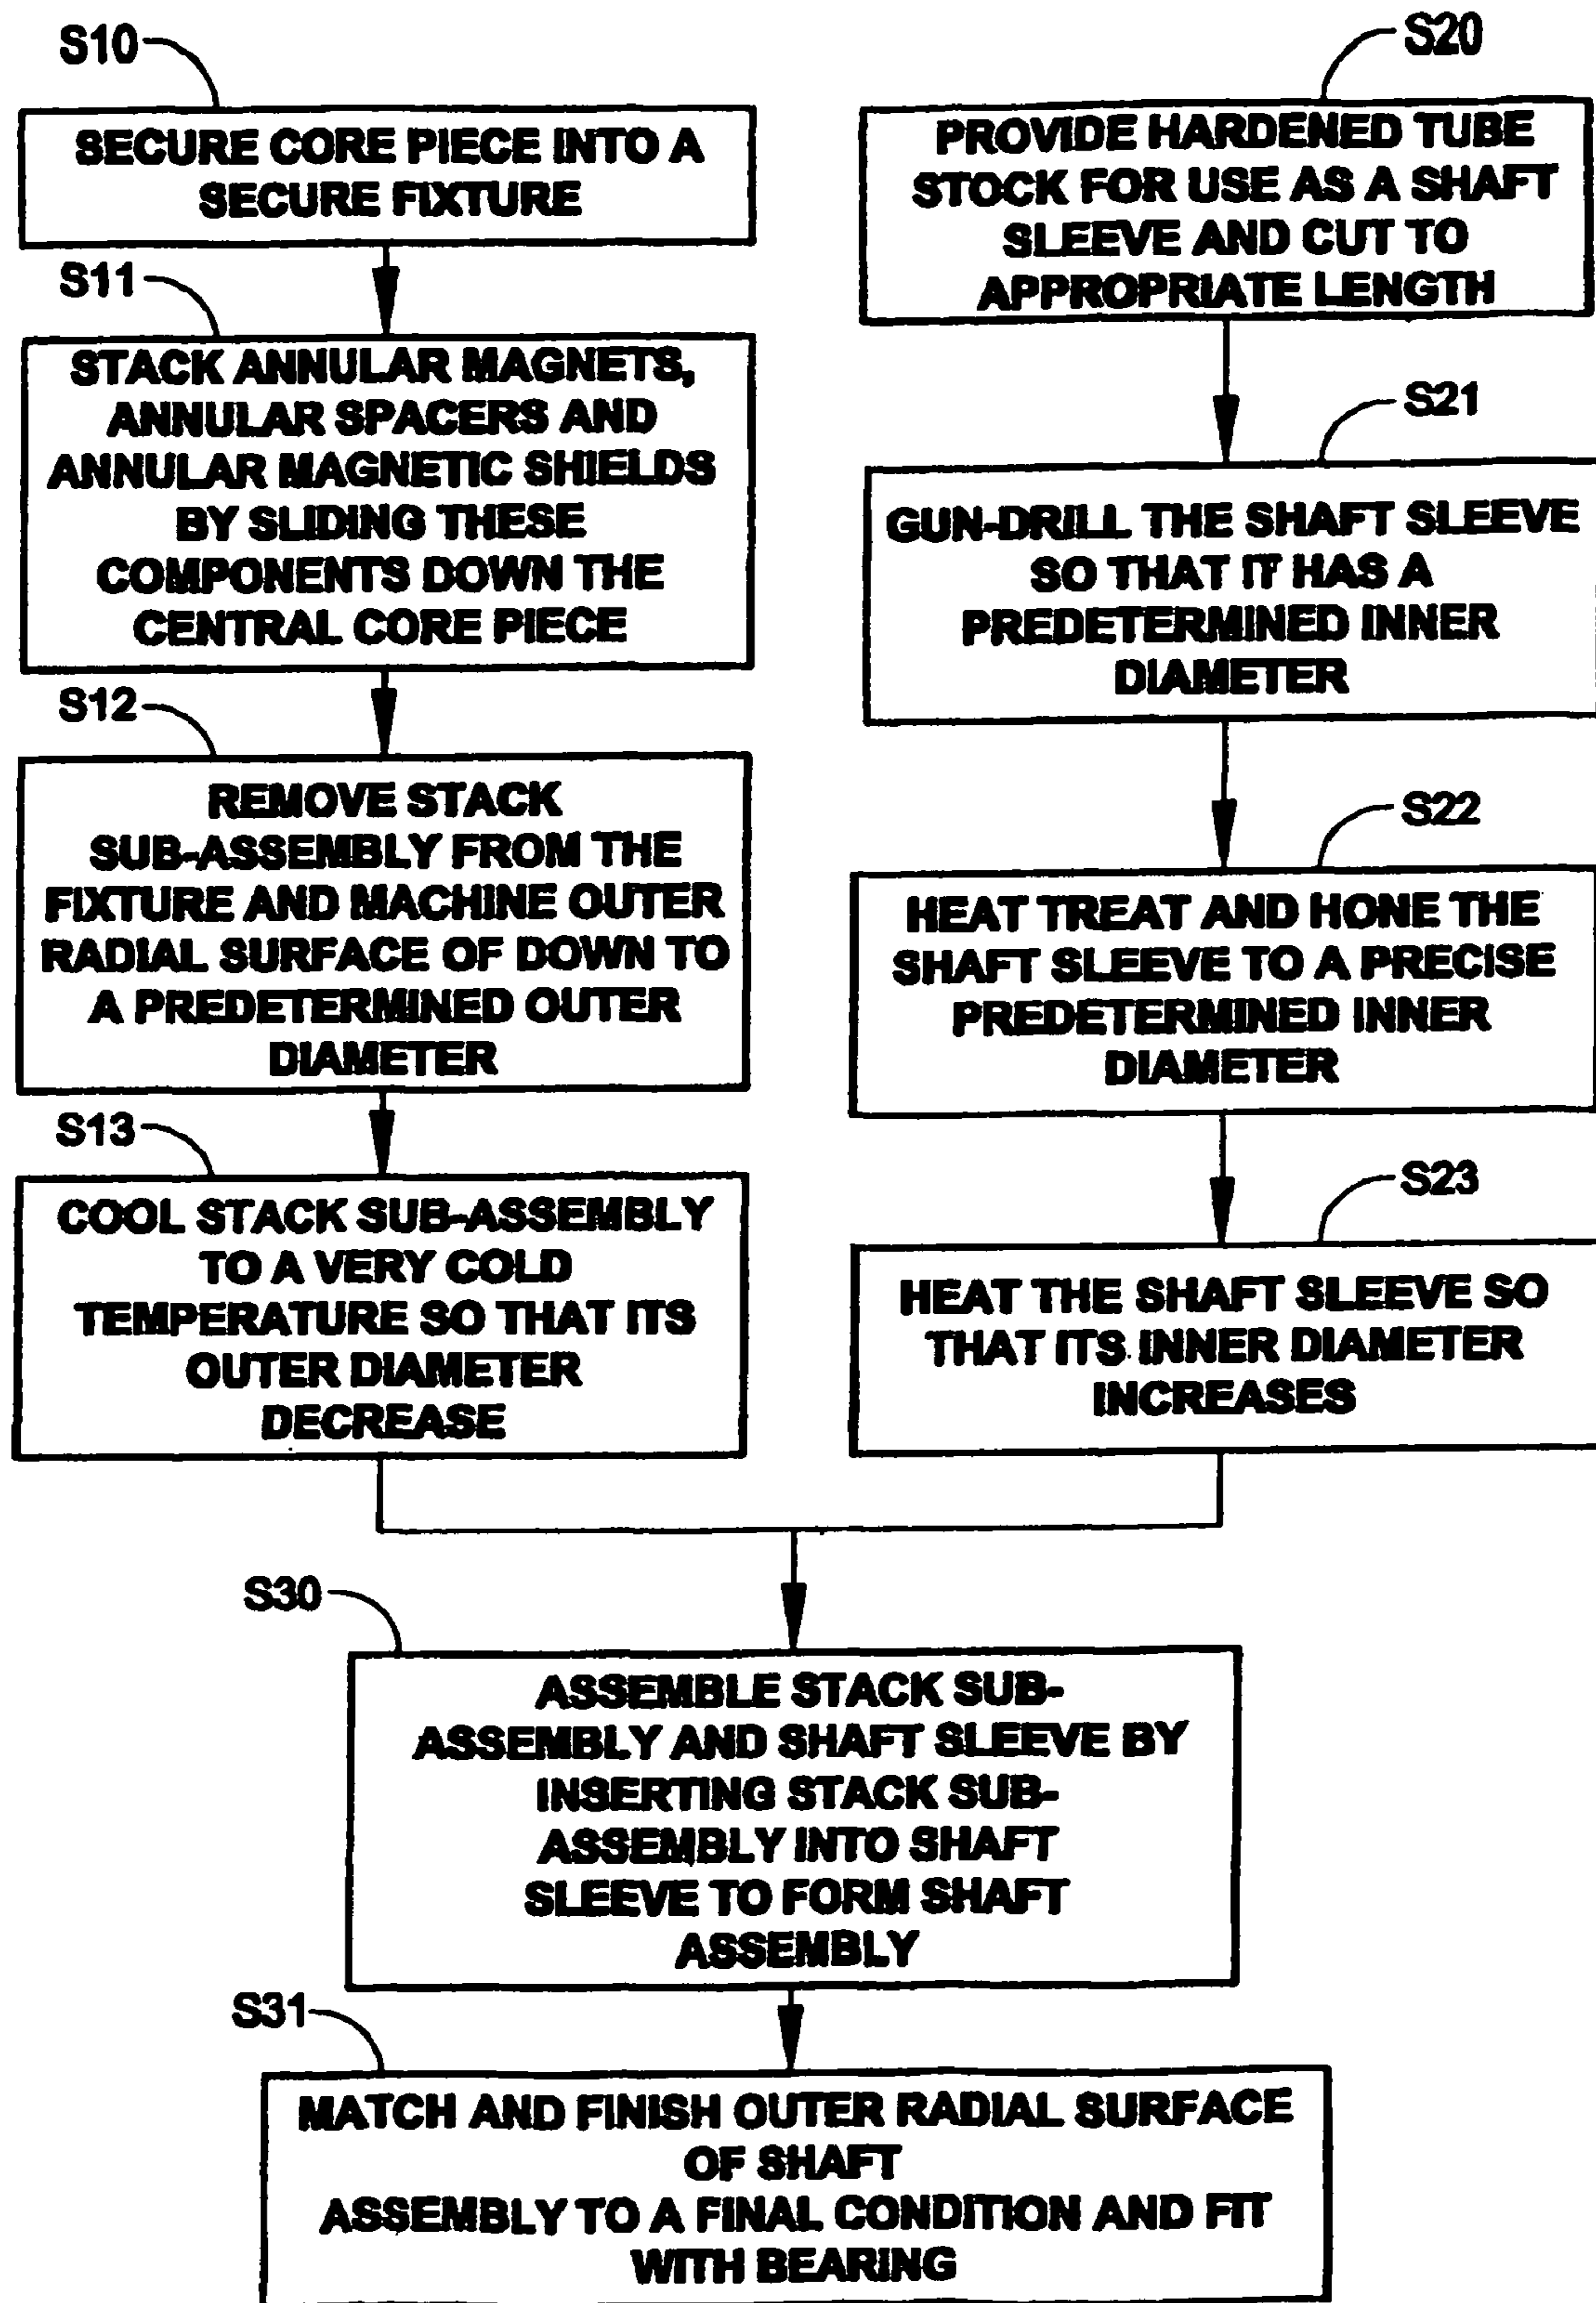 S10
SECURE CORE PIECE INTO A
SECURE FIXTURE
S11
STACK ANNULAR MAGNETS,
ANNULAR SPACERS AND
ANNULAR MAGNETIC SHIELDS
BY SLIDING THESE
COMPONENTS DOWN THE
CENTRAL CORE PIECE
S12
REMOVE STACK
SUB-ASSEMBLY FROM THE
FIXTURE AND MACHINE OUTER
RADIAL SURFACE OF DOWN TO
A PREDETERMINED OUTER
DIAMETER
S13
COOL STACK SUB-ASSEMBLY
TO A VERY COLD
TEMPERATURE SO THAT ITS
OUTER DIAMETER
DECREASE
S20
PROVIDE HARDENED TUBE
STOCK FOR USE AS A SHAFT
SLEEVE AND CUT TO
APPROPRIATE LENGTH
S21
GUN-DRILL THE SHAFT SLEEVE
SO THAT IT HAS A
PREDETERMINED INNER
DIAMETER
S22
HEAT TREAT AND HONE THE
SHAFT SLEEVE TO A PRECISE
PREDETERMINED INNER
DIAMETER
S23
HEAT THE SHAFT SLEEVE SO
THAT ITS INNER DIAMETER
INCREASES
S30
ASSEMBLE STACK SUB-
ASSEMBLY AND SHAFT SLEEVE BY
INSERTING STACK SUB-
ASSEMBLY INTO SHAFT
SLEEVE TO FORM SHAFT
ASSEMBLY
S31
MATCH AND FINISH OUTER RADIAL SURFACE
OF SHAFT
ASSEMBLY TO A FINAL CONDITION AND FIT
WITH BEARING